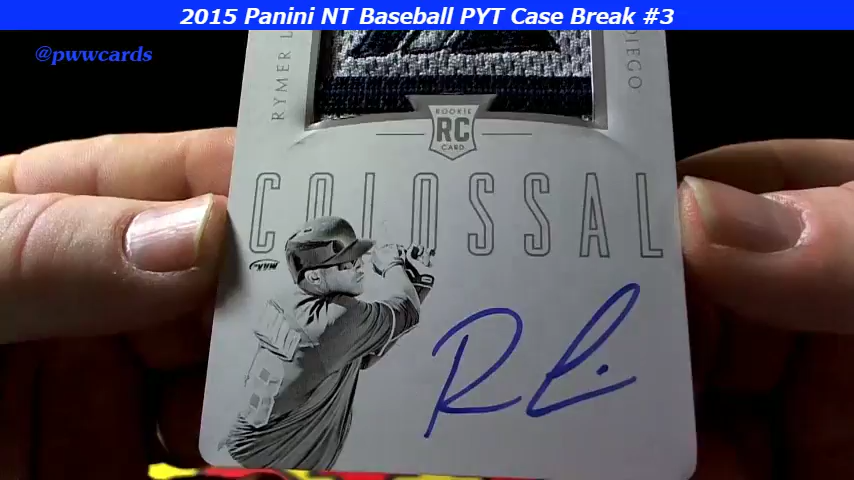 2015 Panini NT Baseball PYT Case Break #3
@pwwcards
RYMER L
DIEGO
ROOKIE
RC
CARD
COLOSSAL